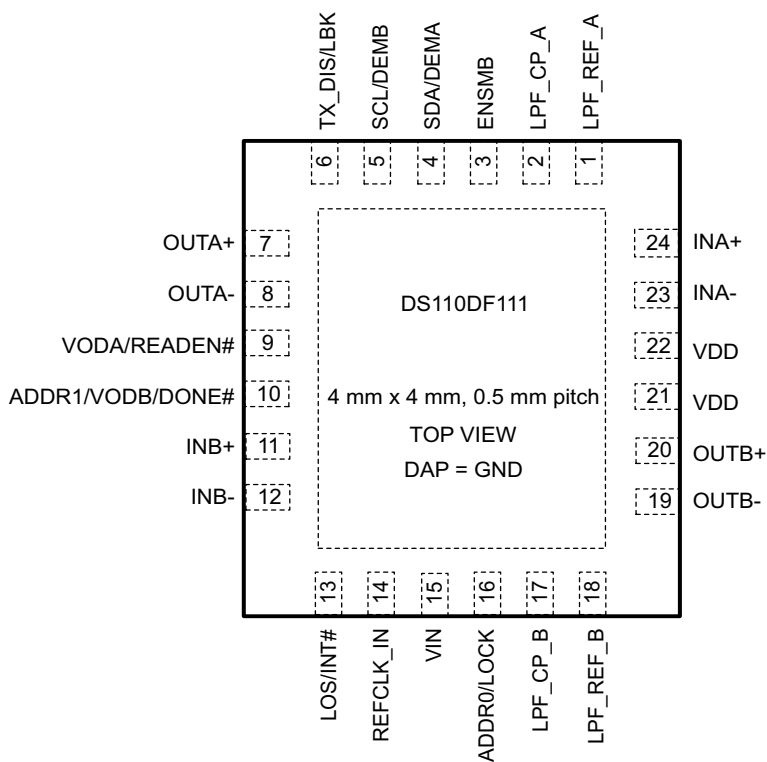 TX_DIS/LBK
SCL/DEMB
SDA/DEMA
ENSMB
LPF_CP_A
LPF_REF_A
6
5
4
3
2
1
OUTA+ 7
OUTA- 8
VODA/READEN# 9
ADDR1/VODB/DONE# 10
INB+ 11
INB- 12
DS110DF111
4 mm x 4 mm, 0.5 mm pitch
TOP VIEW
DAP = GND
24 INA+
23 INA-
22 VDD
21 VDD
20 OUTB+
19 OUTB-
13
14
15
16
17
18
LOS/INT#
REFCLK_IN
VIN
ADDR0/LOCK
LPF_CP_B
LPF_REF_B